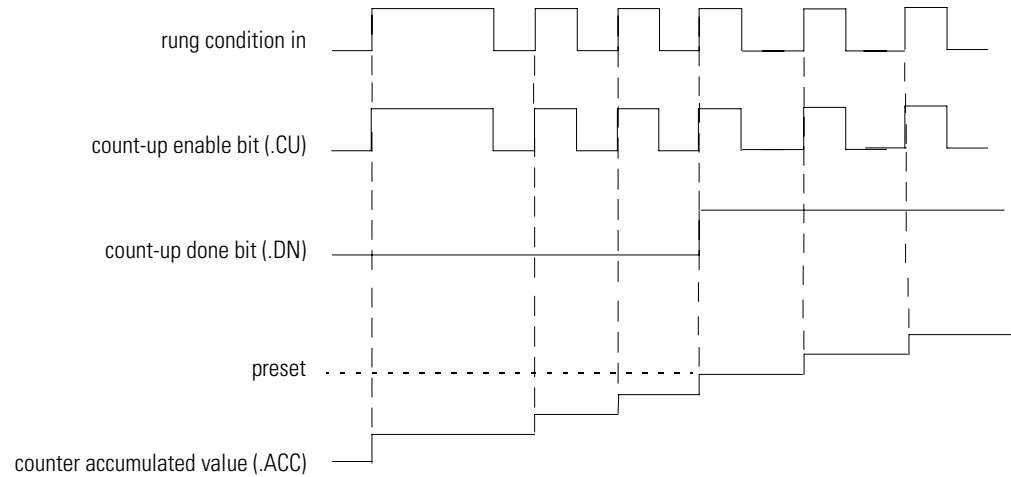 rung condition in
count-up enable bit (.CU)
count-up done bit (.DN)
preset
counter accumulated value (.ACC)